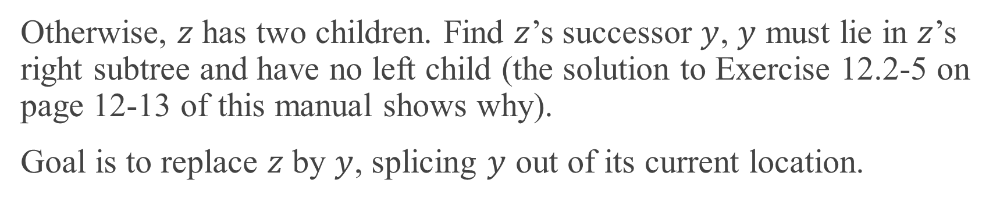 Otherwise, z has two children. Find z’s successor y, y must lie in z’s
right subtree and have no left child (the solution to Exercise 12.2-5 on
page 12-13 of this manual shows why).
Goal is to replace z by y, splicing y out of its current location.